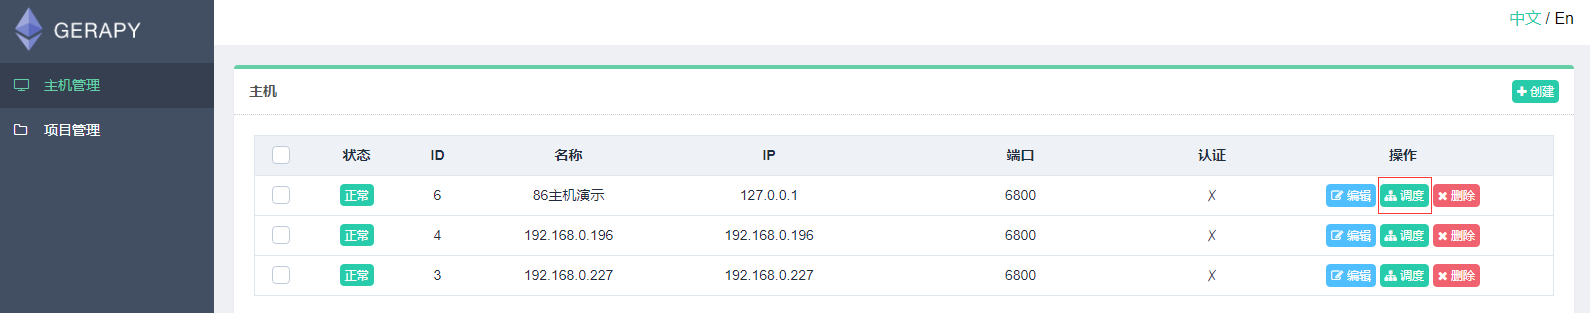 GERAPY
中文 / En
主机管理
项目管理
主机
创建
状态 ID 名称 IP 端口 认证 操作
正常 6 86主机演示 127.0.0.1 6800 X 编辑 调度 删除
正常 4 192.168.0.196 192.168.0.196 6800 X 编辑 调度 删除
正常 3 192.168.0.227 192.168.0.227 6800 X 编辑 调度 删除